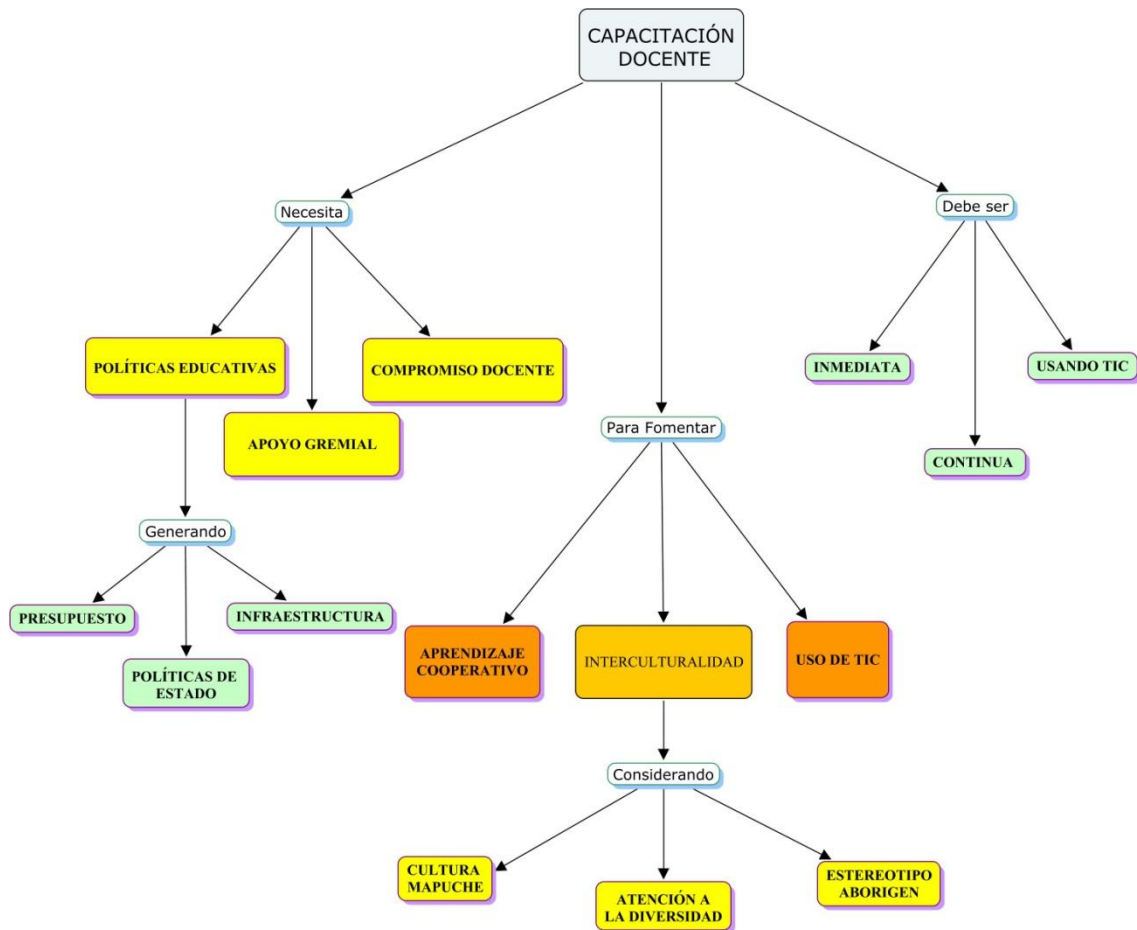 CAPACITACIÓN
DOCENTE
Necesita
Debe ser
POLÍTICAS EDUCATIVAS
COMPROMISO DOCENTE
INMEDIATA
USANDO TIC
APOYO GREMIAL
Para Fomentar
CONTINUA
Generando
PRESUPUESTO
INFRAESTRUCTURA
POLÍTICAS DE
ESTADO
APRENDIZAJE
COOPERATIVO
INTERCULTURALIDAD
USO DE TIC
Considerando
CULTURA
MAPUCHE
ATENCIÓN A
LA DIVERSIDAD
ESTEREOTIPO
ABORIGEN